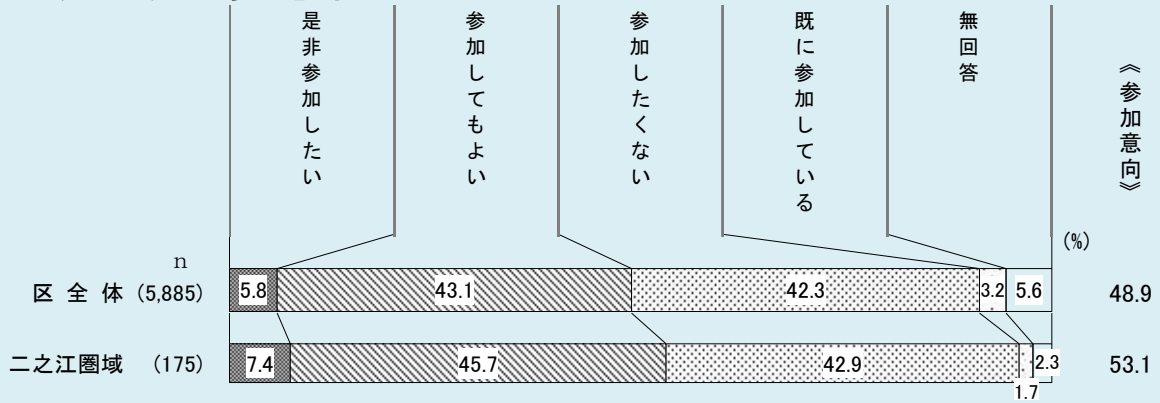 是非参加したい
参加してもよい
参加したくない
既に参加している
無回答
《参加意向》
(%)
n
区全体 (5,885) 5.8 43.1 42.3 3.2 5.6 48.9
二之江圏域 (175) 7.4 45.7 42.9 1.7 2.3 53.1